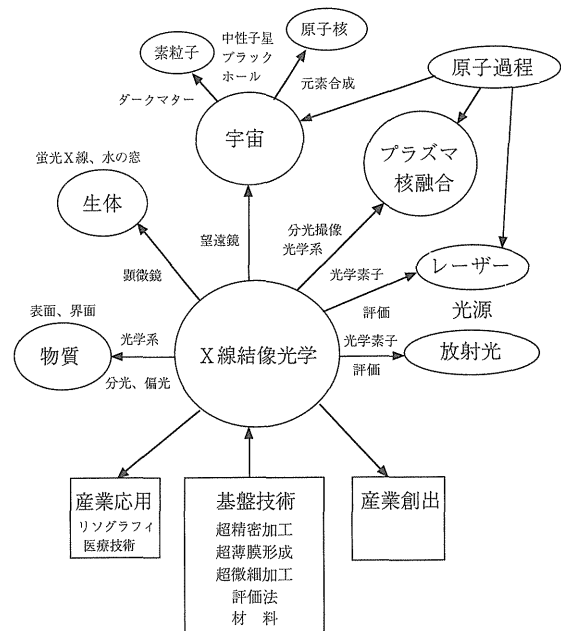 原子核
中性子星
ブラック
ホール
素粒子
原子過程
元素合成
ダークマター
宇宙
プラズマ
核融合
蛍光X線、水の窓
生体
望遠鏡
分光撮像
光学系
顕微鏡
光学素子
レーザー
表面、界面
評価
光源
物質
光学系
X線結像光学
光学素子
放射光
分光、偏光
評価
産業応用
リソグラフィ
医療技術
基盤技術
超精密加工
超薄膜形成
超微細加工
評価法
材 料
産業創出